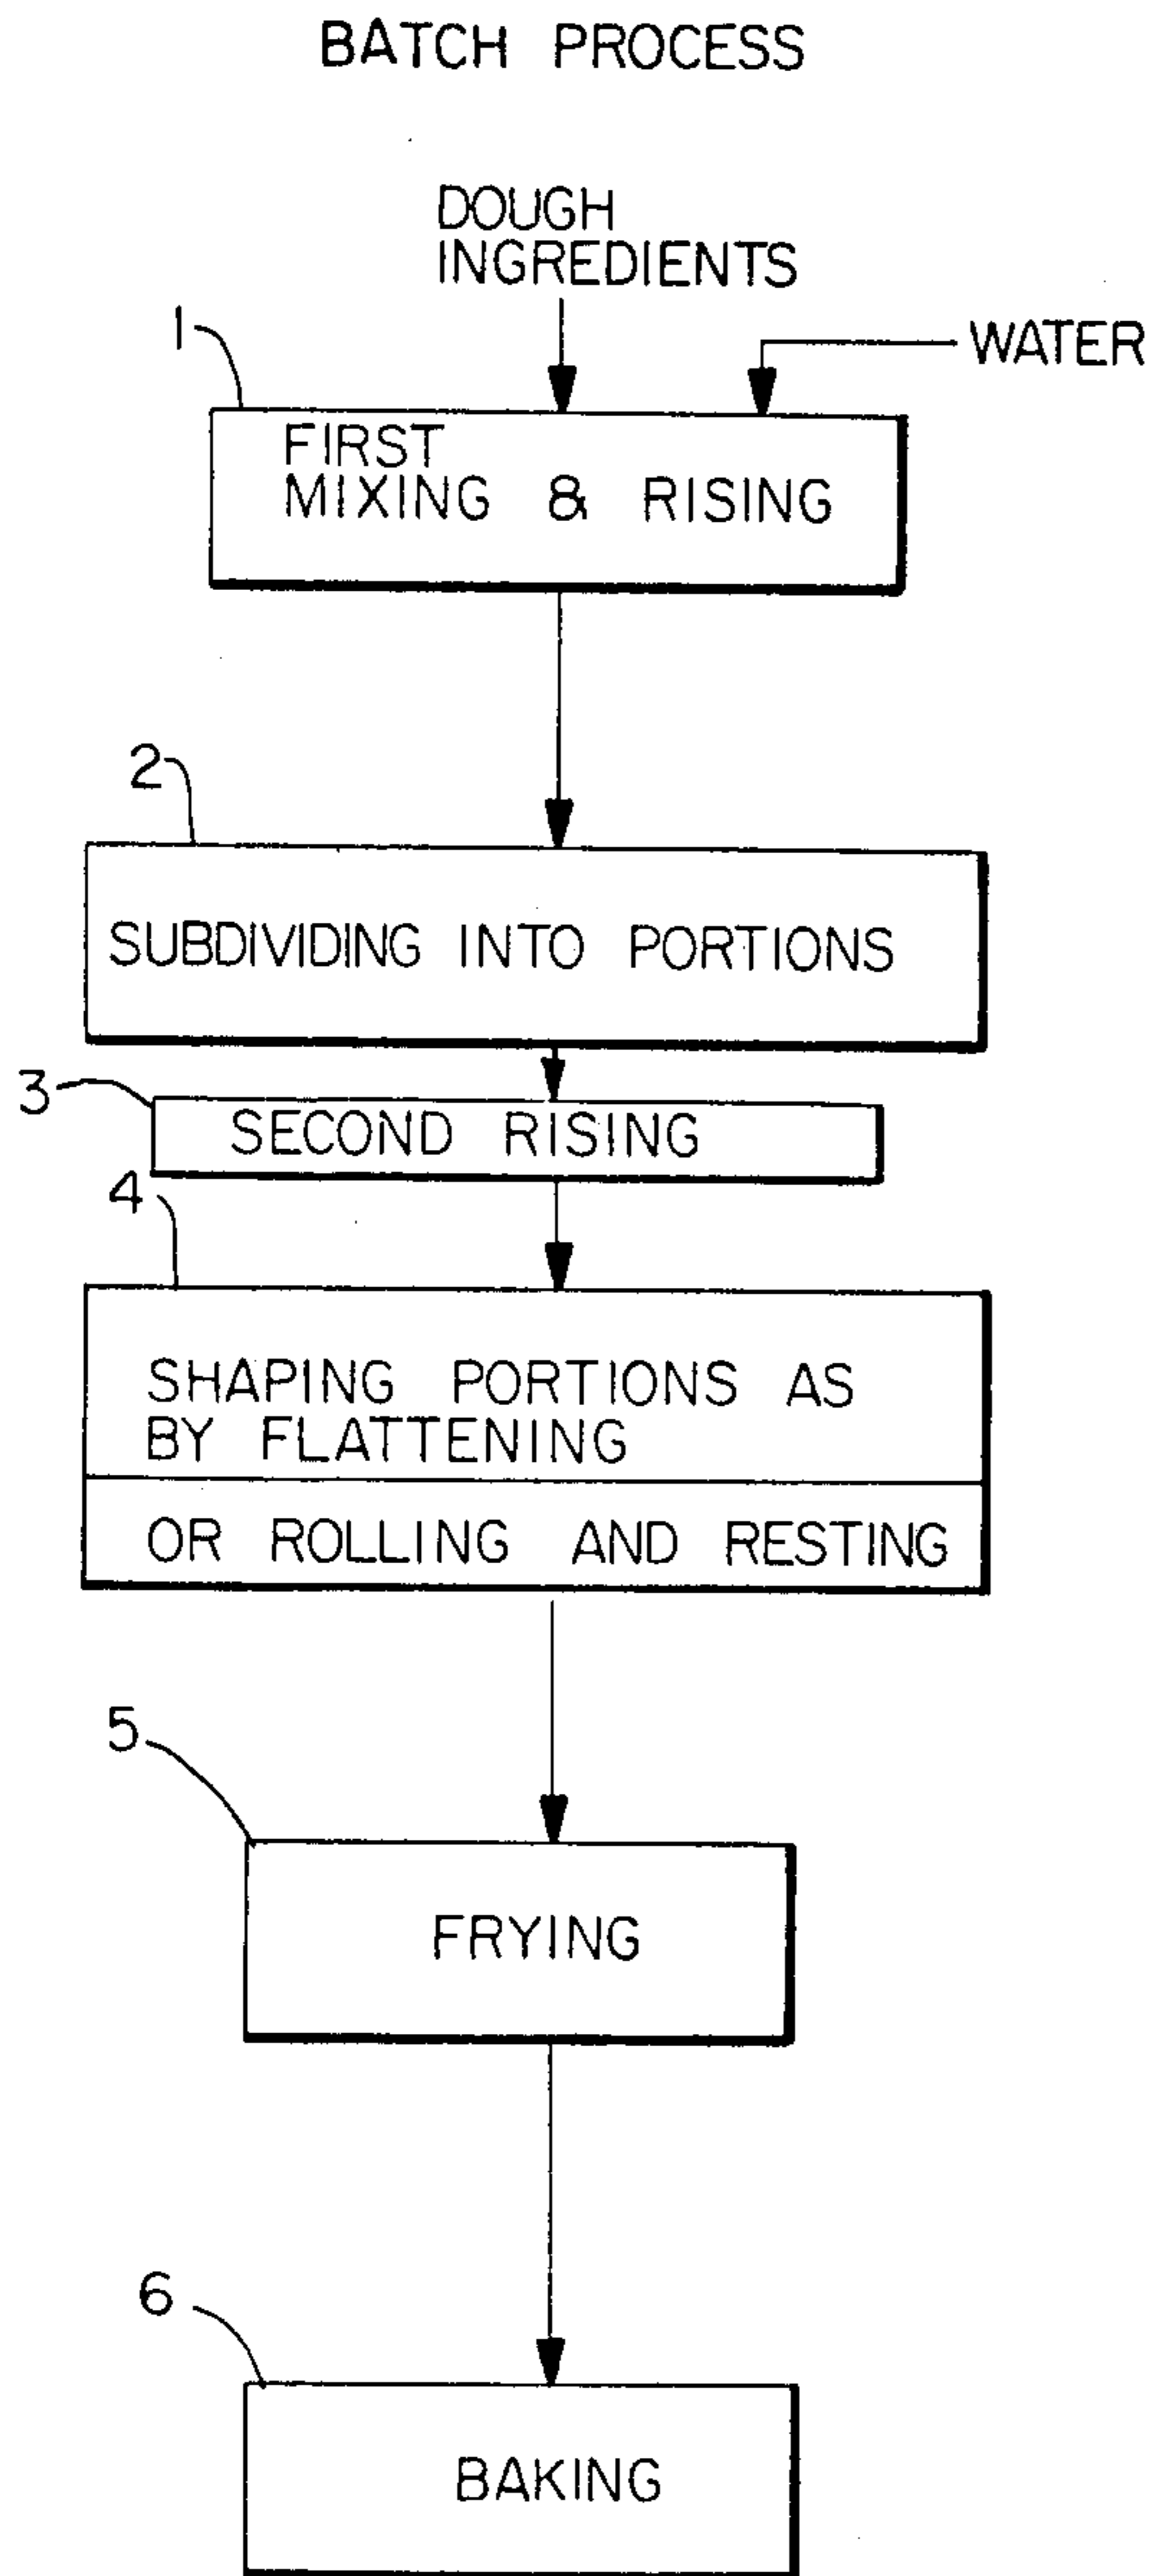 BATCH PROCESS
DOUGH
INGREDIENTS
1
WATER
FIRST
MIXING & RISING
2
SUBDIVIDING INTO PORTIONS
3
SECOND RISING
4
SHAPING PORTIONS AS
BY FLATTENING
OR ROLLING AND RESTING
5
FRYING
6
BAKING